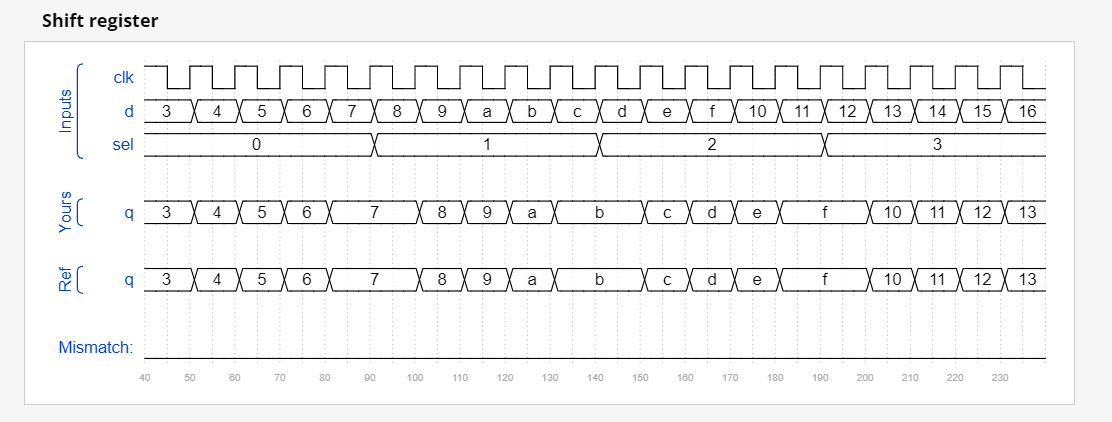 Shift register
Inputs
clk
d 3 4 5 6 7 8 9 a b c d e f 10 11 12 13 14 15 16
sel 0 1 2 3
Yours
q 3 4 5 6 7 8 9 a b c d e f 10 11 12 13
Ref
q 3 4 5 6 7 8 9 a b c d e f 10 11 12 13
Mismatch:
40 50 60 70 80 90 100 110 120 130 140 150 160 170 180 190 200 210 220 230